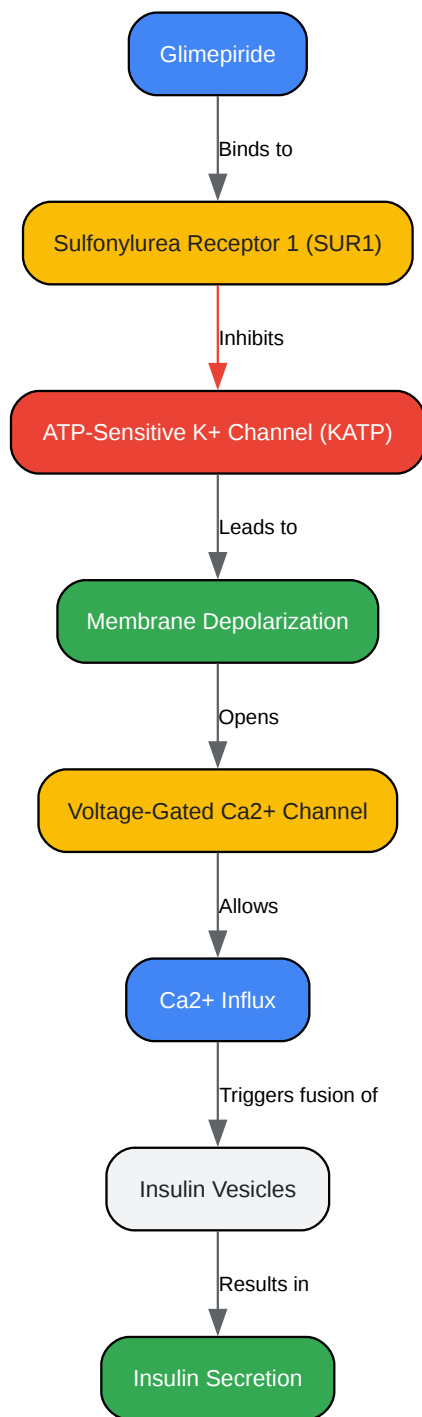 Glimepiride
Binds to
Sulfonylurea Receptor 1 (SUR1)
Inhibits
ATP-Sensitive K+ Channel (KATP)
Leads to
Membrane Depolarization
Opens
Voltage-Gated Ca2+ Channel
Allows
Ca2+ Influx
Triggers fusion of
Insulin Vesicles
Results in
Insulin Secretion